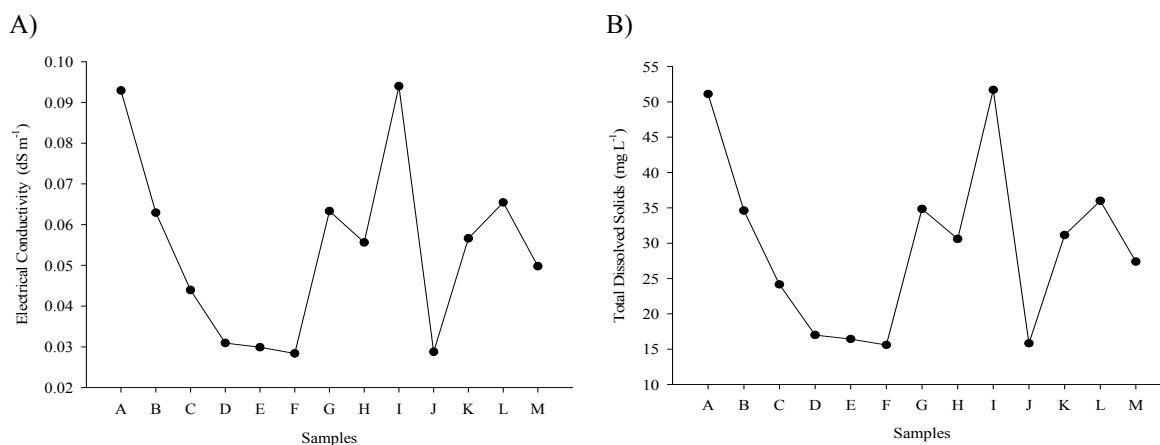 A)
Electrical Conductivity (dS m⁻¹)
0.10
0.09
0.08
0.07
0.06
0.05
0.04
0.03
0.02
A B C D E F G H I J K L M
Samples
B)
Total Dissolved Solids (mg L⁻¹)
55
50
45
40
35
30
25
20
15
10
A B C D E F G H I J K L M
Samples